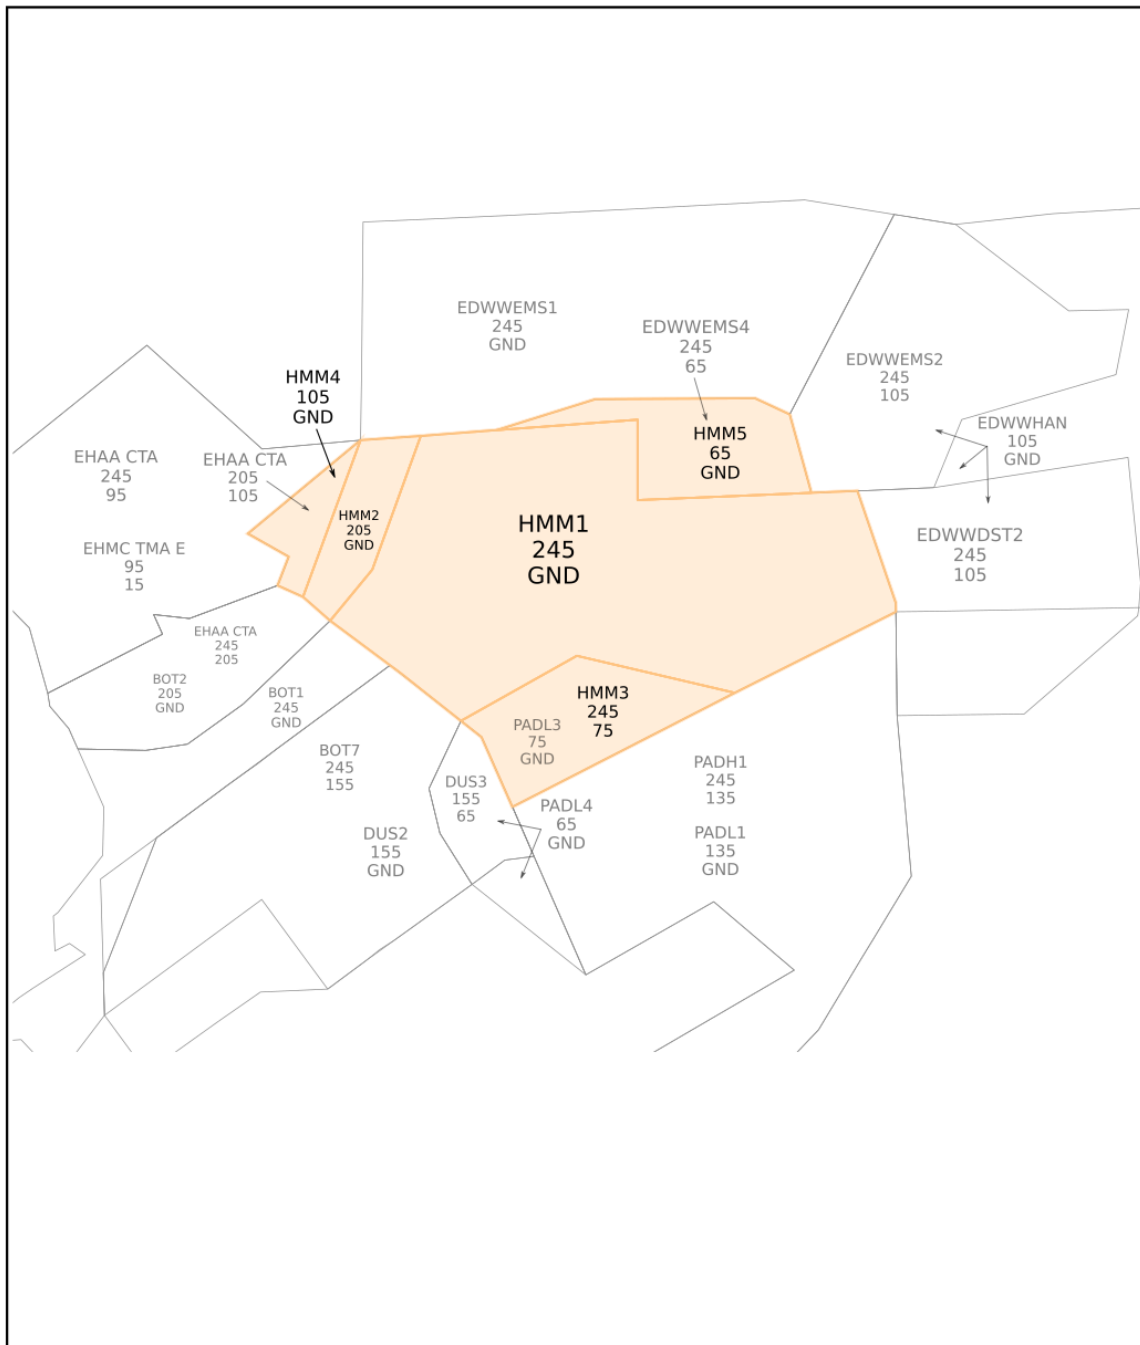 EDWWEMS1
245
GND
EDWWEMS4
245
65
EDWWEMS2
245
105
HMM4
105
GND
EDWWHAN
105
GND
HMM5
65
GND
EHAA CTA
245
95
EHAA CTA
205
105
HMM2
205
GND
HMM1
245
GND
EDWWDST2
245
105
EHMC TMA E
95
15
EHAA CTA
245
205
BOT2
205
GND
BOT1
245
GND
HMM3
245
75
PADL3
75
GND
BOT7
245
155
DUS3
155
65
PADH1
245
135
PADL4
65
GND
DUS2
155
GND
PADL1
135
GND